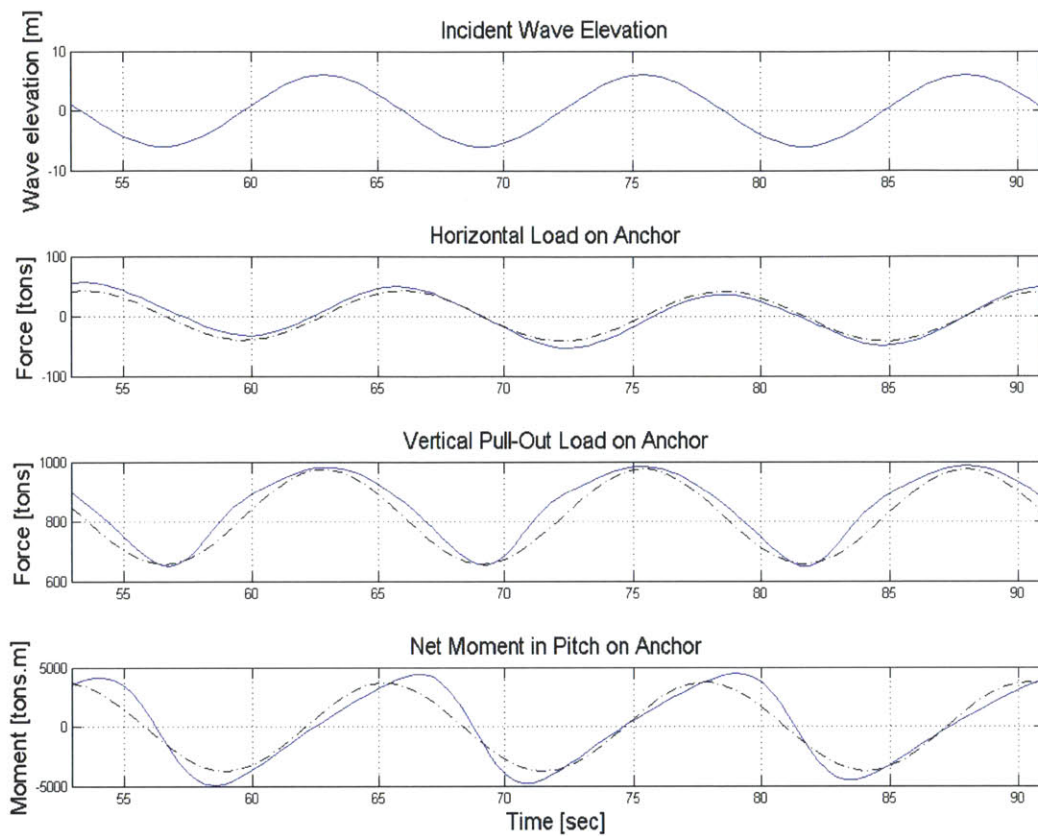 Incident Wave Elevation
Wave elevation [m]
10
0
-10
55 60 65 70 75 80 85 90
Horizontal Load on Anchor
Force [tons]
100
0
-100
55 60 65 70 75 80 85 90
Vertical Pull-Out Load on Anchor
Force [tons]
1000
800
600
55 60 65 70 75 80 85 90
Net Moment in Pitch on Anchor
Moment [tons.m]
5000
0
-5000
55 60 65 70 75 80 85 90
Time [sec]